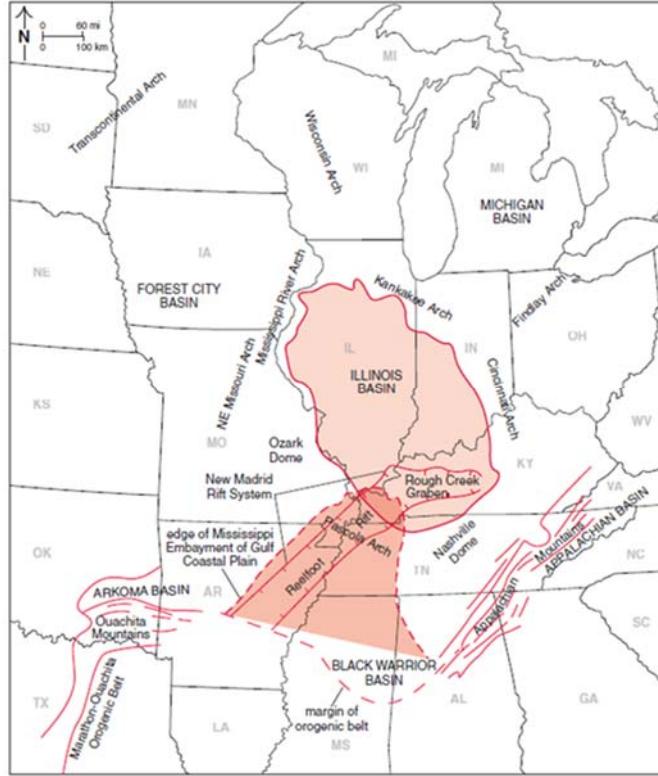 N
0 60 mi
0 100 km
MI
Transcontinental Arch
MN
SD
Wisconsin Arch
WI
MI
MICHIGAN
BASIN
IA
NE
FOREST CITY
BASIN
Mississippi River Arch
Kankakee Arch
Findlay Arch
OH
IL
IN
NE Missouri Arch
ILLINOIS
BASIN
Cincinnati Arch
KS
MO
Ozark
Dome
WV
KY
New Madrid
Rift System
Rough Creek
Graben
VA
Rift
Pascola Arch
edge of Mississippi
Embayment of Gulf
Coastal Plain
Nashville
Dome
Mountains
APPALACHIAN BASIN
OK
TN
NC
Reelfoot
ARKOMA BASIN
AR
Appalachian
Ouachita
Mountains
SC
BLACK WARRIOR
BASIN
TX
Marathon-Ouachita
Orogenic Belt
margin of
orogenic belt
AL
GA
LA
MS